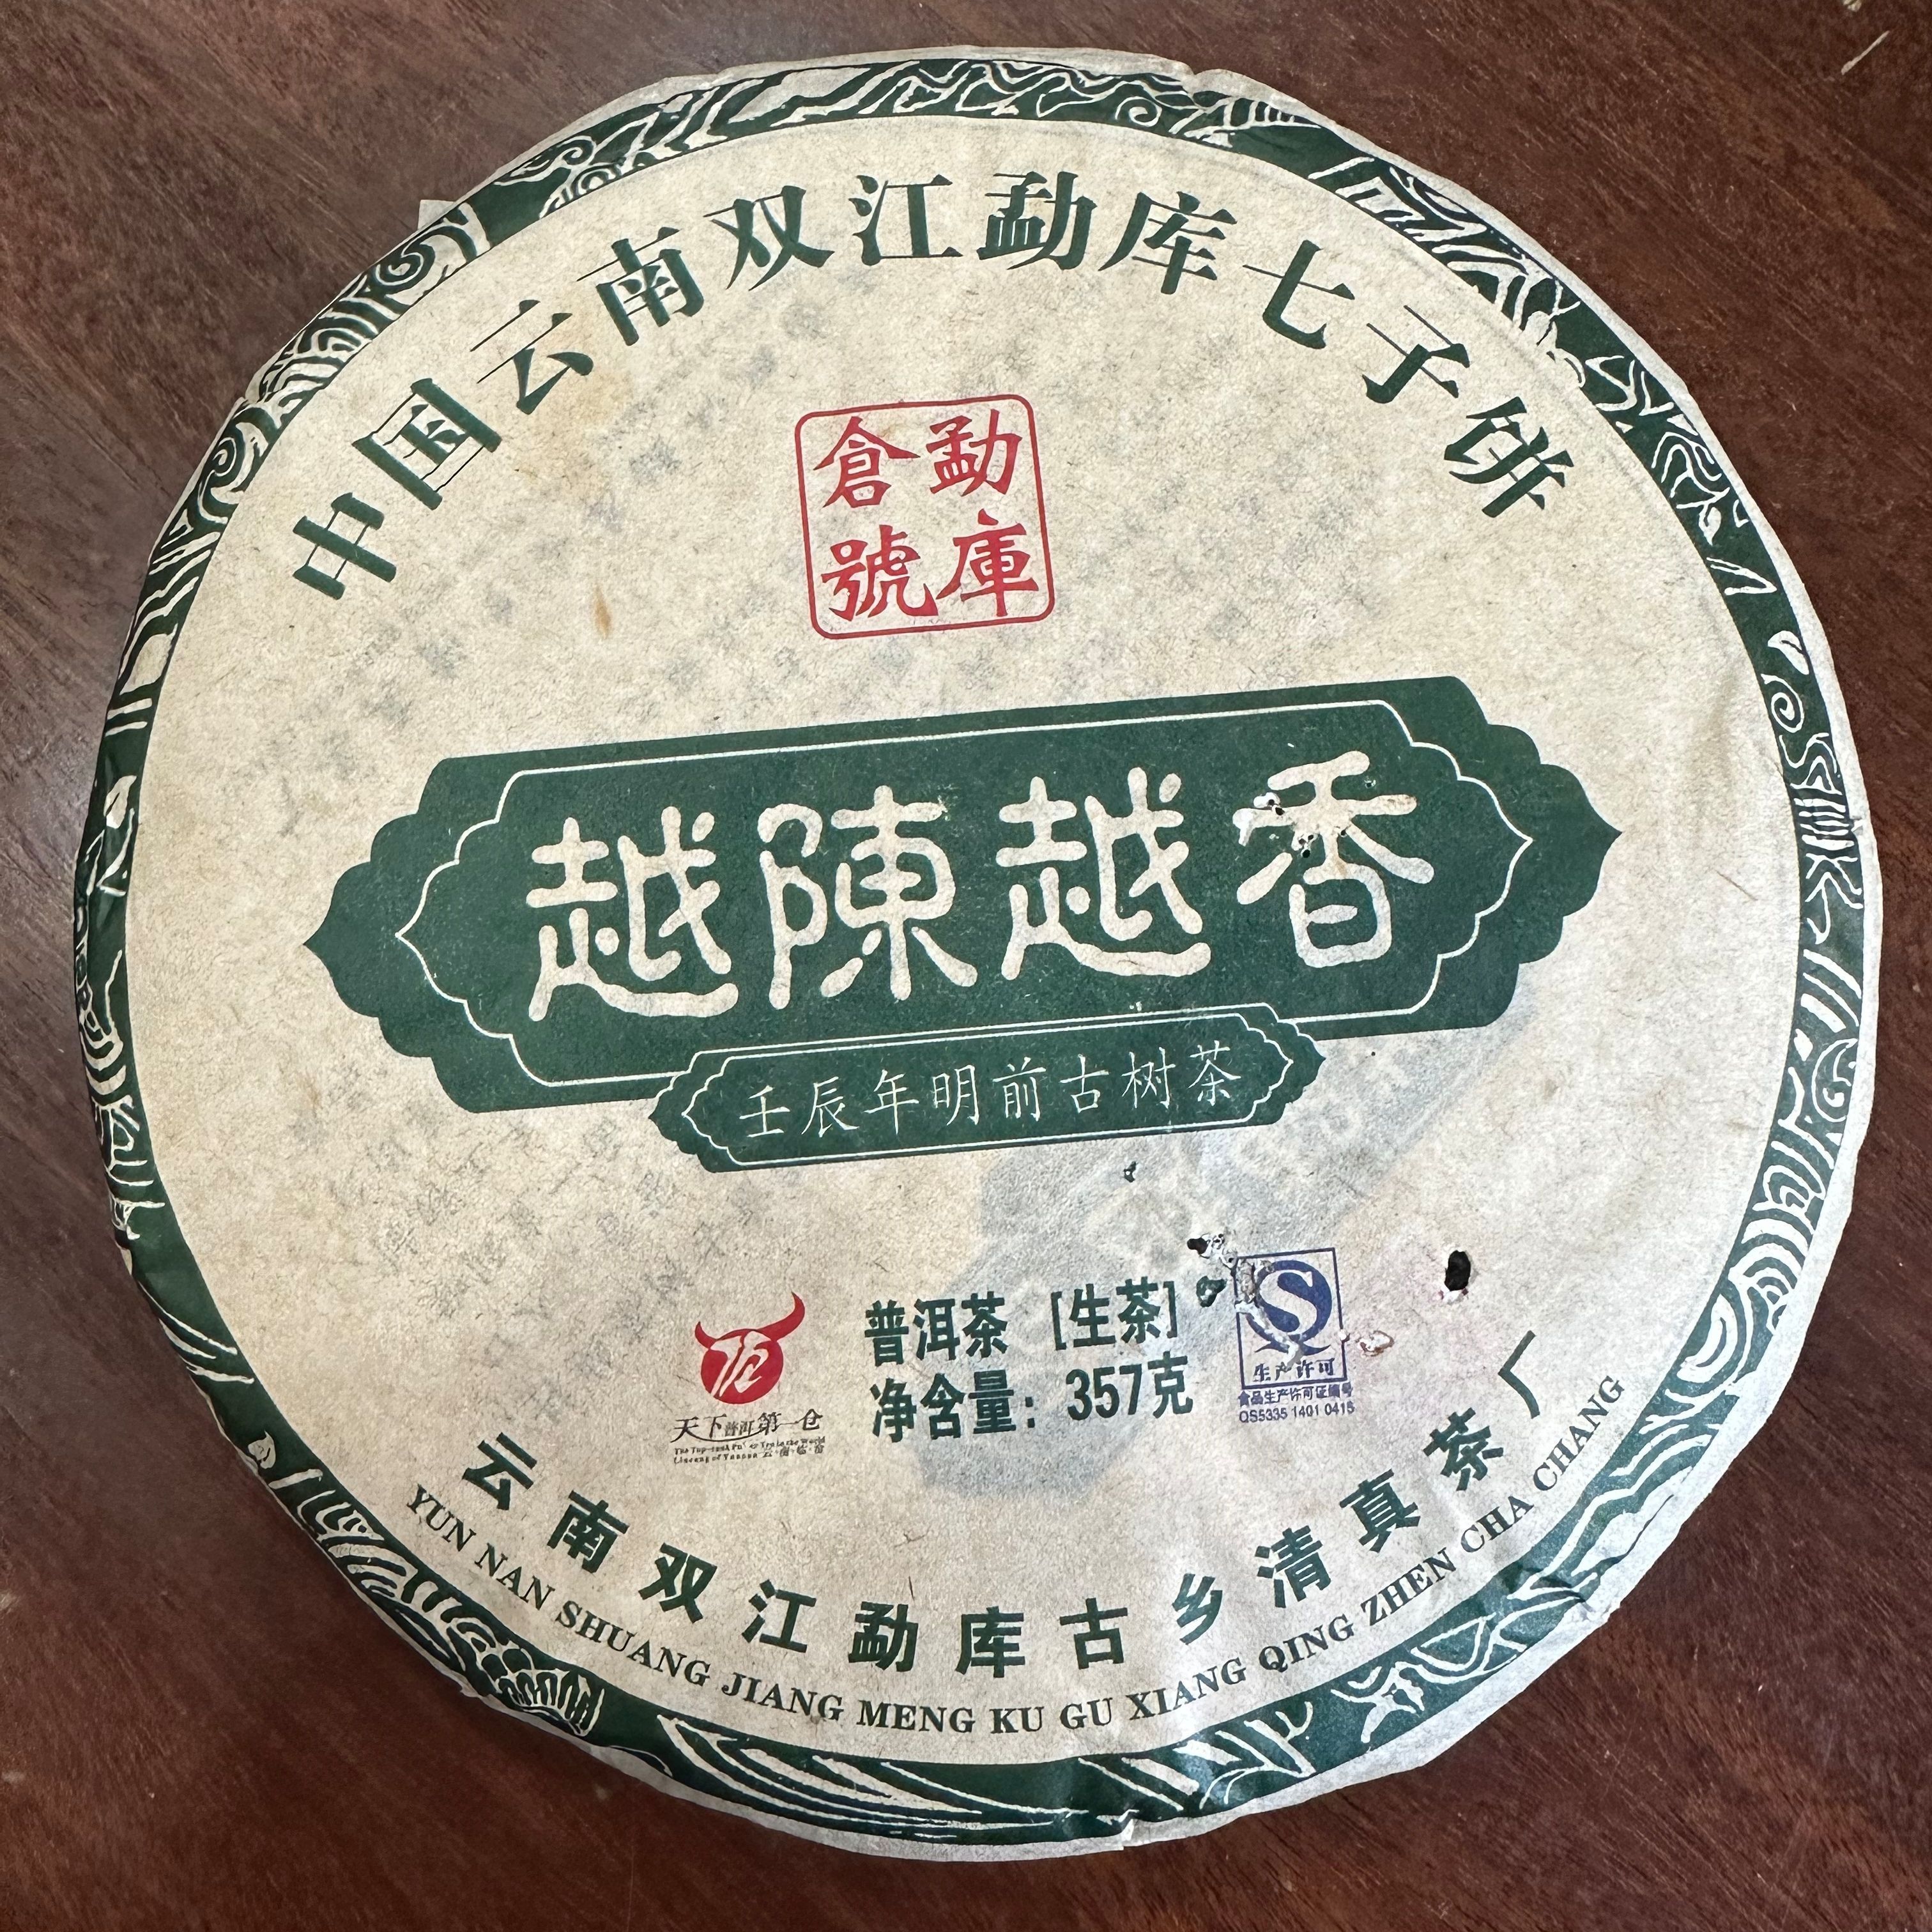 中国云南双江勐库七子饼
勐庫
倉號
越陳越香
壬辰年明前古树茶
普洱茶［生茶］
净含量：357克
天下普洱第一仓
云·南·临·沧
生产许可
食品生产许可证编号
QS5335 1401 0415
云南双江勐库古乡清真茶厂
YUN NAN SHUANG JIANG MENG KU GU XIANG QING ZHEN CHA CHANG